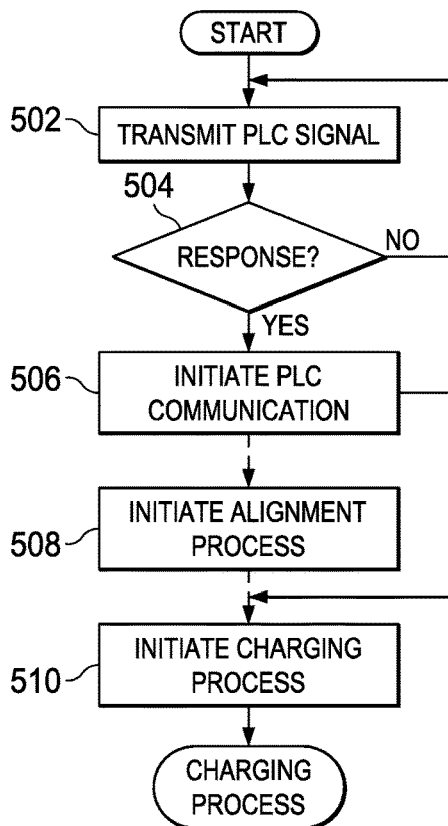 START
502
TRANSMIT PLC SIGNAL
504
RESPONSE?
NO
YES
506
INITIATE PLC
COMMUNICATION
508
INITIATE ALIGNMENT
PROCESS
510
INITIATE CHARGING
PROCESS
CHARGING
PROCESS